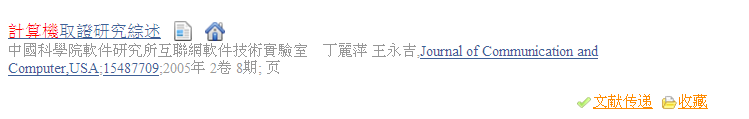 計算機取證研究綜述
中國科學院軟件研究所互聯網軟件技術實驗室 丁麗萍 王永吉,Journal of Communication and
Computer,USA;15487709;2005年 2卷 8期; 页
文献传递 收藏